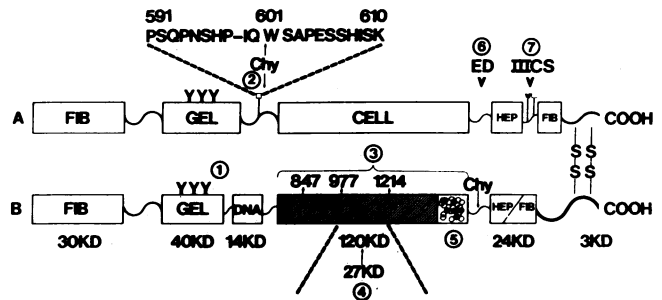 591 601 610
PSQPNSHP–IQ W SAPESSHISK
Chy
② ⑥ ⑦
ED IIICS
YYY
A FIB GEL CELL HEP FIB COOH
S S
S S
① ③
YYY 847 977 1214 Chy
B FIB GEL DNA HEP FIB COOH
30KD 40KD 14KD 120KD ⑤ 24KD 3KD
27KD
④